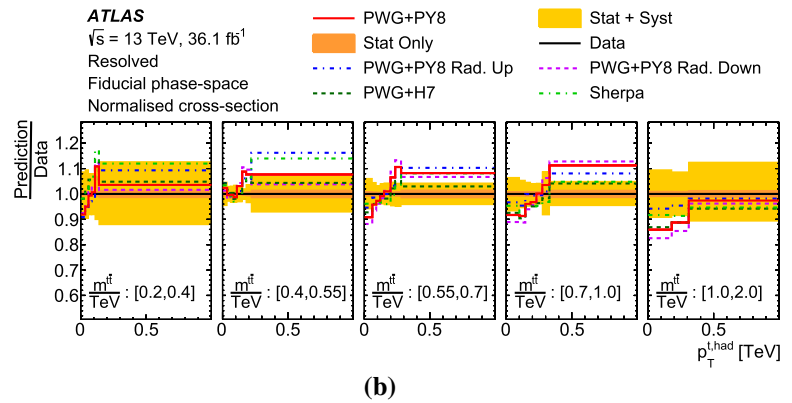 ATLAS
√s = 13 TeV, 36.1 fb⁻¹
Resolved
Fiducial phase-space
Normalised cross-section
PWG+PY8
Stat Only
PWG+PY8 Rad. Up
PWG+H7
Stat + Syst
Data
PWG+PY8 Rad. Down
Sherpa
Prediction
Data
1.2
1.1
1.0
0.9
0.8
0.7
0.6
m^{tt̄}/TeV : [0.2,0.4]
m^{tt̄}/TeV : [0.4,0.55]
m^{tt̄}/TeV : [0.55,0.7]
m^{tt̄}/TeV : [0.7,1.0]
m^{tt̄}/TeV : [1.0,2.0]
0 0.5 0 0.5 0 0.5 0 0.5 0 0.5
p_T^{t,had} [TeV]
(b)